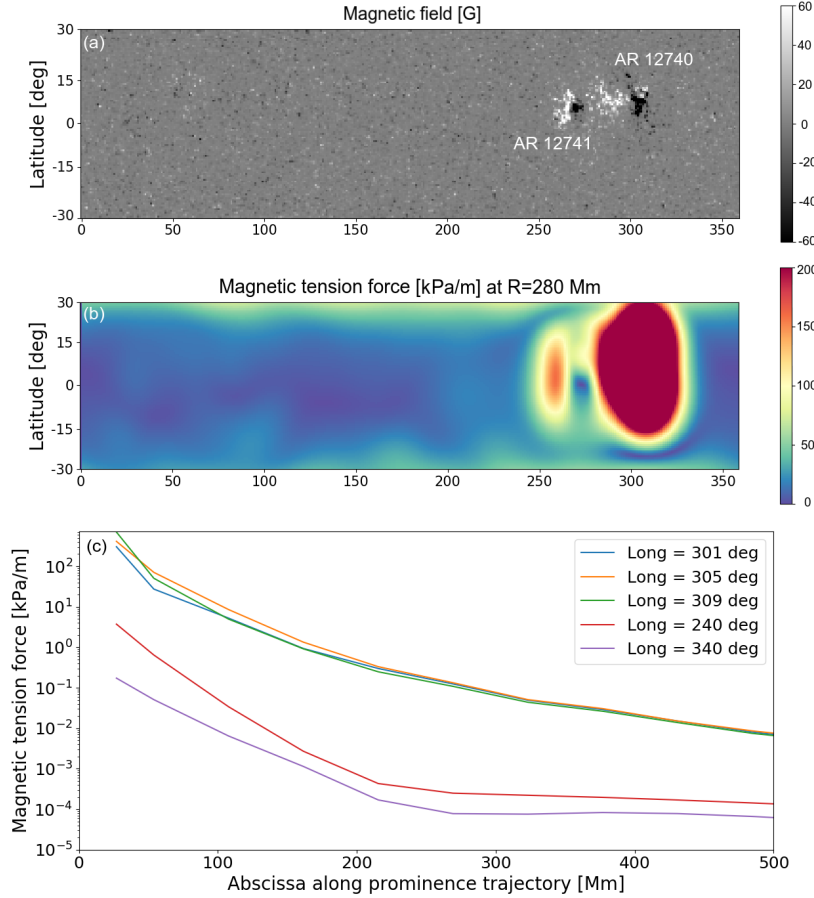 Magnetic field [G]
(a)
AR 12740
AR 12741
Latitude [deg]
30
15
0
-15
-30
0 50 100 150 200 250 300 350
60
40
20
0
-20
-40
-60
Magnetic tension force [kPa/m] at R=280 Mm
(b)
Latitude [deg]
30
15
0
-15
-30
0 50 100 150 200 250 300 350
200
150
100
50
0
(c)
Magnetic tension force [kPa/m]
10²
10¹
10⁰
10⁻¹
10⁻²
10⁻³
10⁻⁴
10⁻⁵
Long = 301 deg
Long = 305 deg
Long = 309 deg
Long = 240 deg
Long = 340 deg
0 100 200 300 400 500
Abscissa along prominence trajectory [Mm]